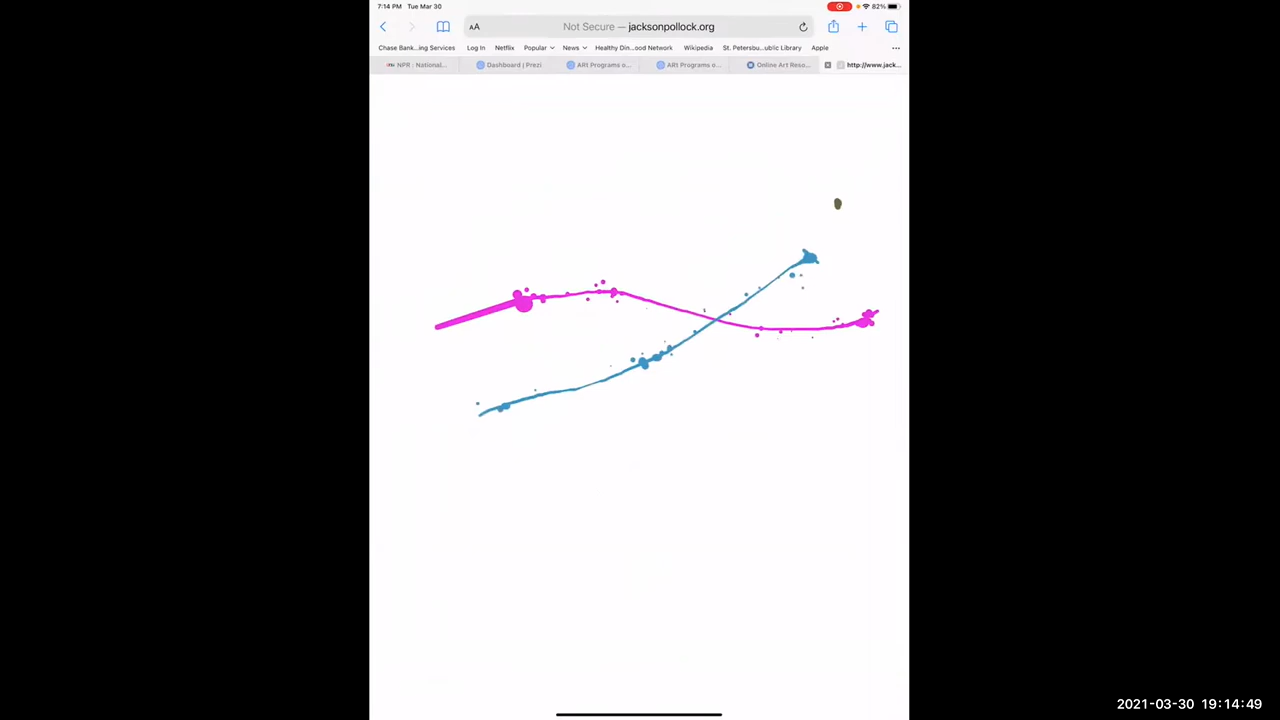 7:14 PM Tue Mar 30 82%
AA Not Secure — jacksonpollock.org
Chase Bank...ing Services Log In Netflix Popular News Healthy Din...ood Network Wikipedia St. Petersbu...ublic Library Apple
NPR : National... Dashboard | Prezi ARt Programs o... ARt Programs o... Online Art Reso... http://www.jack...
2021-03-30 19:14:49